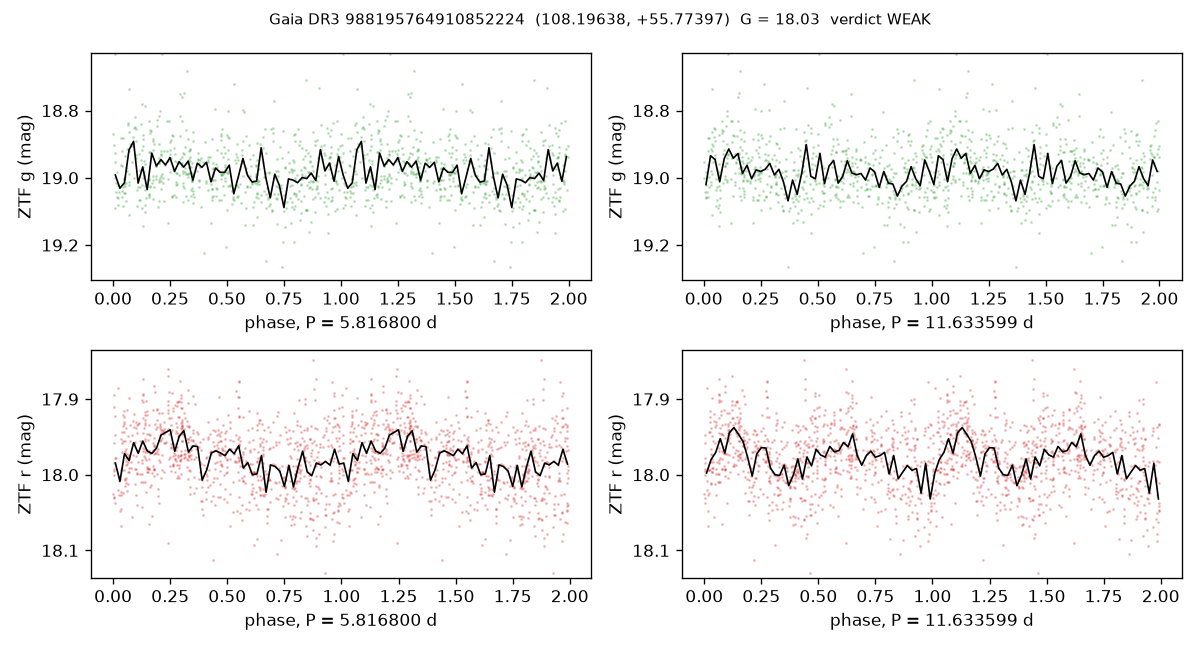 Gaia DR3 988195764910852224  (108.19638, +55.77397)  G = 18.03  verdict WEAK
ZTF g (mag)
18.8
19.0
19.2
0.00 0.25 0.50 0.75 1.00 1.25 1.50 1.75 2.00
phase, P = 5.816800 d
ZTF g (mag)
18.8
19.0
19.2
0.00 0.25 0.50 0.75 1.00 1.25 1.50 1.75 2.00
phase, P = 11.633599 d
ZTF r (mag)
17.9
18.0
18.1
0.00 0.25 0.50 0.75 1.00 1.25 1.50 1.75 2.00
phase, P = 5.816800 d
ZTF r (mag)
17.9
18.0
18.1
0.00 0.25 0.50 0.75 1.00 1.25 1.50 1.75 2.00
phase, P = 11.633599 d